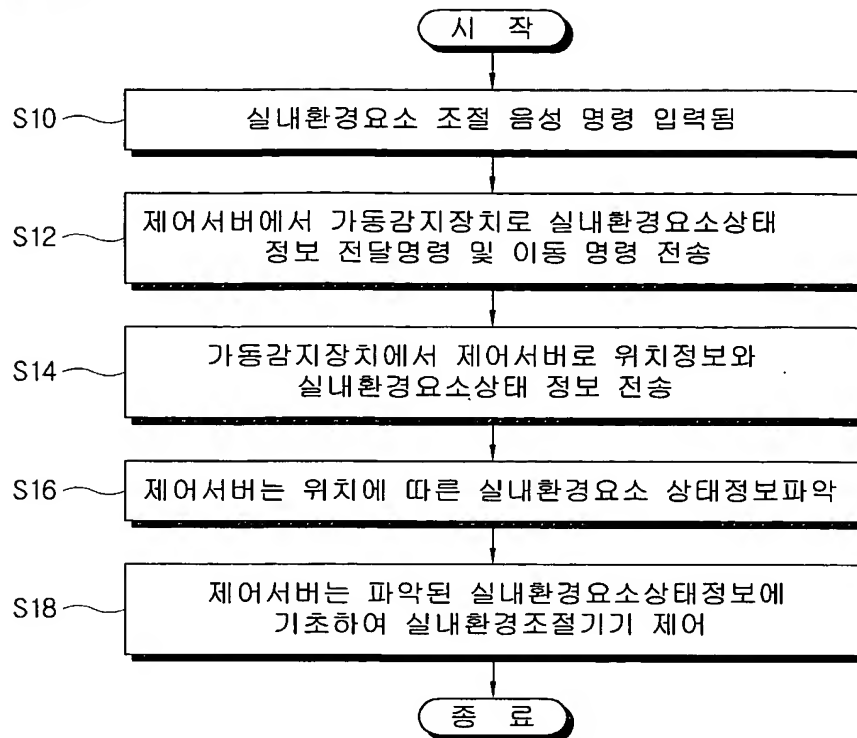 시 작
S10
실내환경요소 조절 음성 명령 입력됨
S12
제어서버에서 가동감지장치로 실내환경요소상태
정보 전달명령 및 이동 명령 전송
S14
가동감지장치에서 제어서버로 위치정보와
실내환경요소상태 정보 전송
S16
제어서버는 위치에 따른 실내환경요소 상태정보파악
S18
제어서버는 파악된 실내환경요소상태정보에
기초하여 실내환경조절기기 제어
종 료